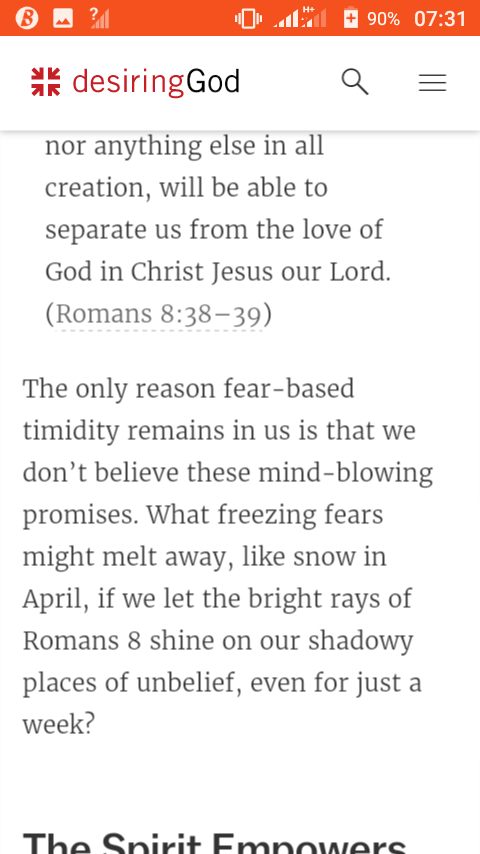 90% 07:31
desiringGod
nor anything else in all
creation, will be able to
separate us from the love of
God in Christ Jesus our Lord.
(Romans 8:38–39)
The only reason fear-based
timidity remains in us is that we
don’t believe these mind-blowing
promises. What freezing fears
might melt away, like snow in
April, if we let the bright rays of
Romans 8 shine on our shadowy
places of unbelief, even for just a
week?
The Spirit Empowers